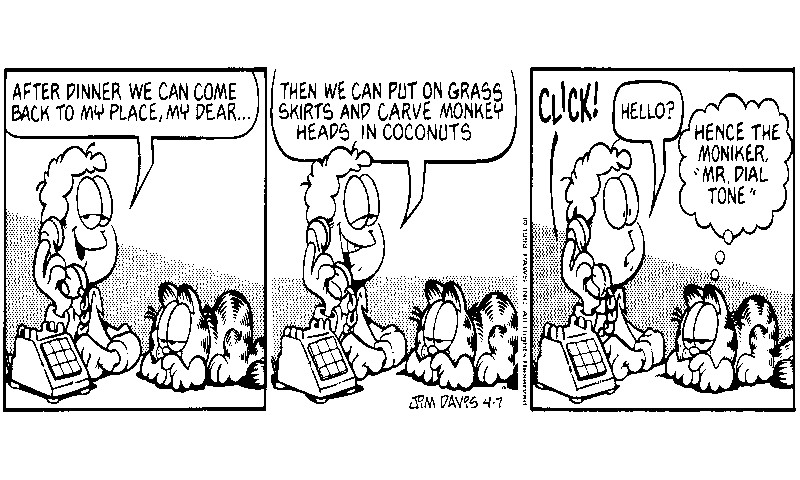 AFTER DINNER WE CAN COME
BACK TO MY PLACE, MY DEAR...
THEN WE CAN PUT ON GRASS
SKIRTS AND CARVE MONKEY
HEADS IN COCONUTS
JIM DAVIS 4-7
CLICK!
HELLO?
HENCE THE
MONIKER,
"MR. DIAL
TONE"